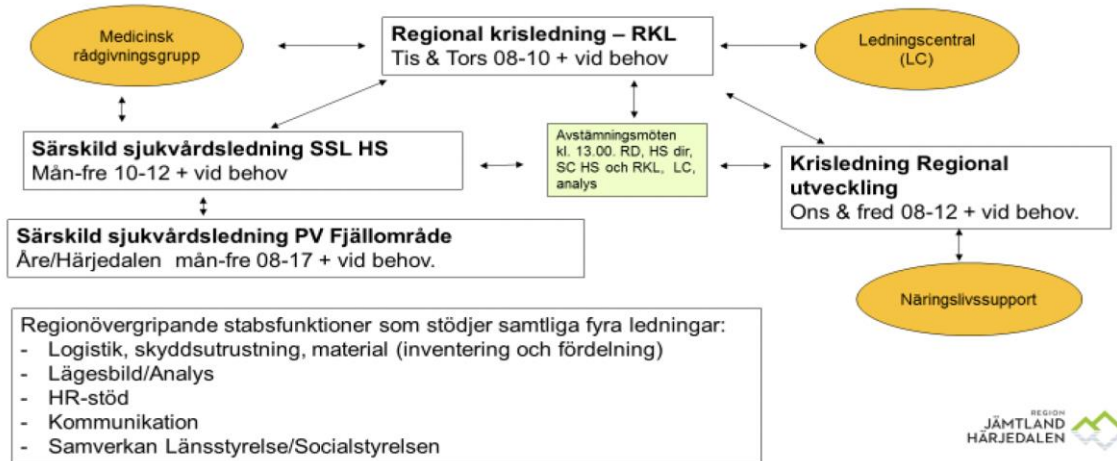 Medicinsk
rådgivningsgrupp
Regional krisledning – RKL
Tis & Tors 08-10 + vid behov
Ledningscentral
(LC)
Särskild sjukvårdsledning SSL HS
Mån-fre 10-12 + vid behov
Avstämningsmöten
kl. 13.00. RD, HS dir,
SC HS och RKL, LC,
analys
Krisledning Regional
utveckling
Ons & fred 08-12 + vid behov.
Särskild sjukvårdsledning PV Fjällområde
Åre/Härjedalen mån-fre 08-17 + vid behov.
Näringslivssupport
Regionövergripande stabsfunktioner som stödjer samtliga fyra ledningar:
- Logistik, skyddsutrustning, material (inventering och fördelning)
- Lägesbild/Analys
- HR-stöd
- Kommunikation
- Samverkan Länsstyrelse/Socialstyrelsen
REGION
JÄMTLAND
HÄRJEDALEN